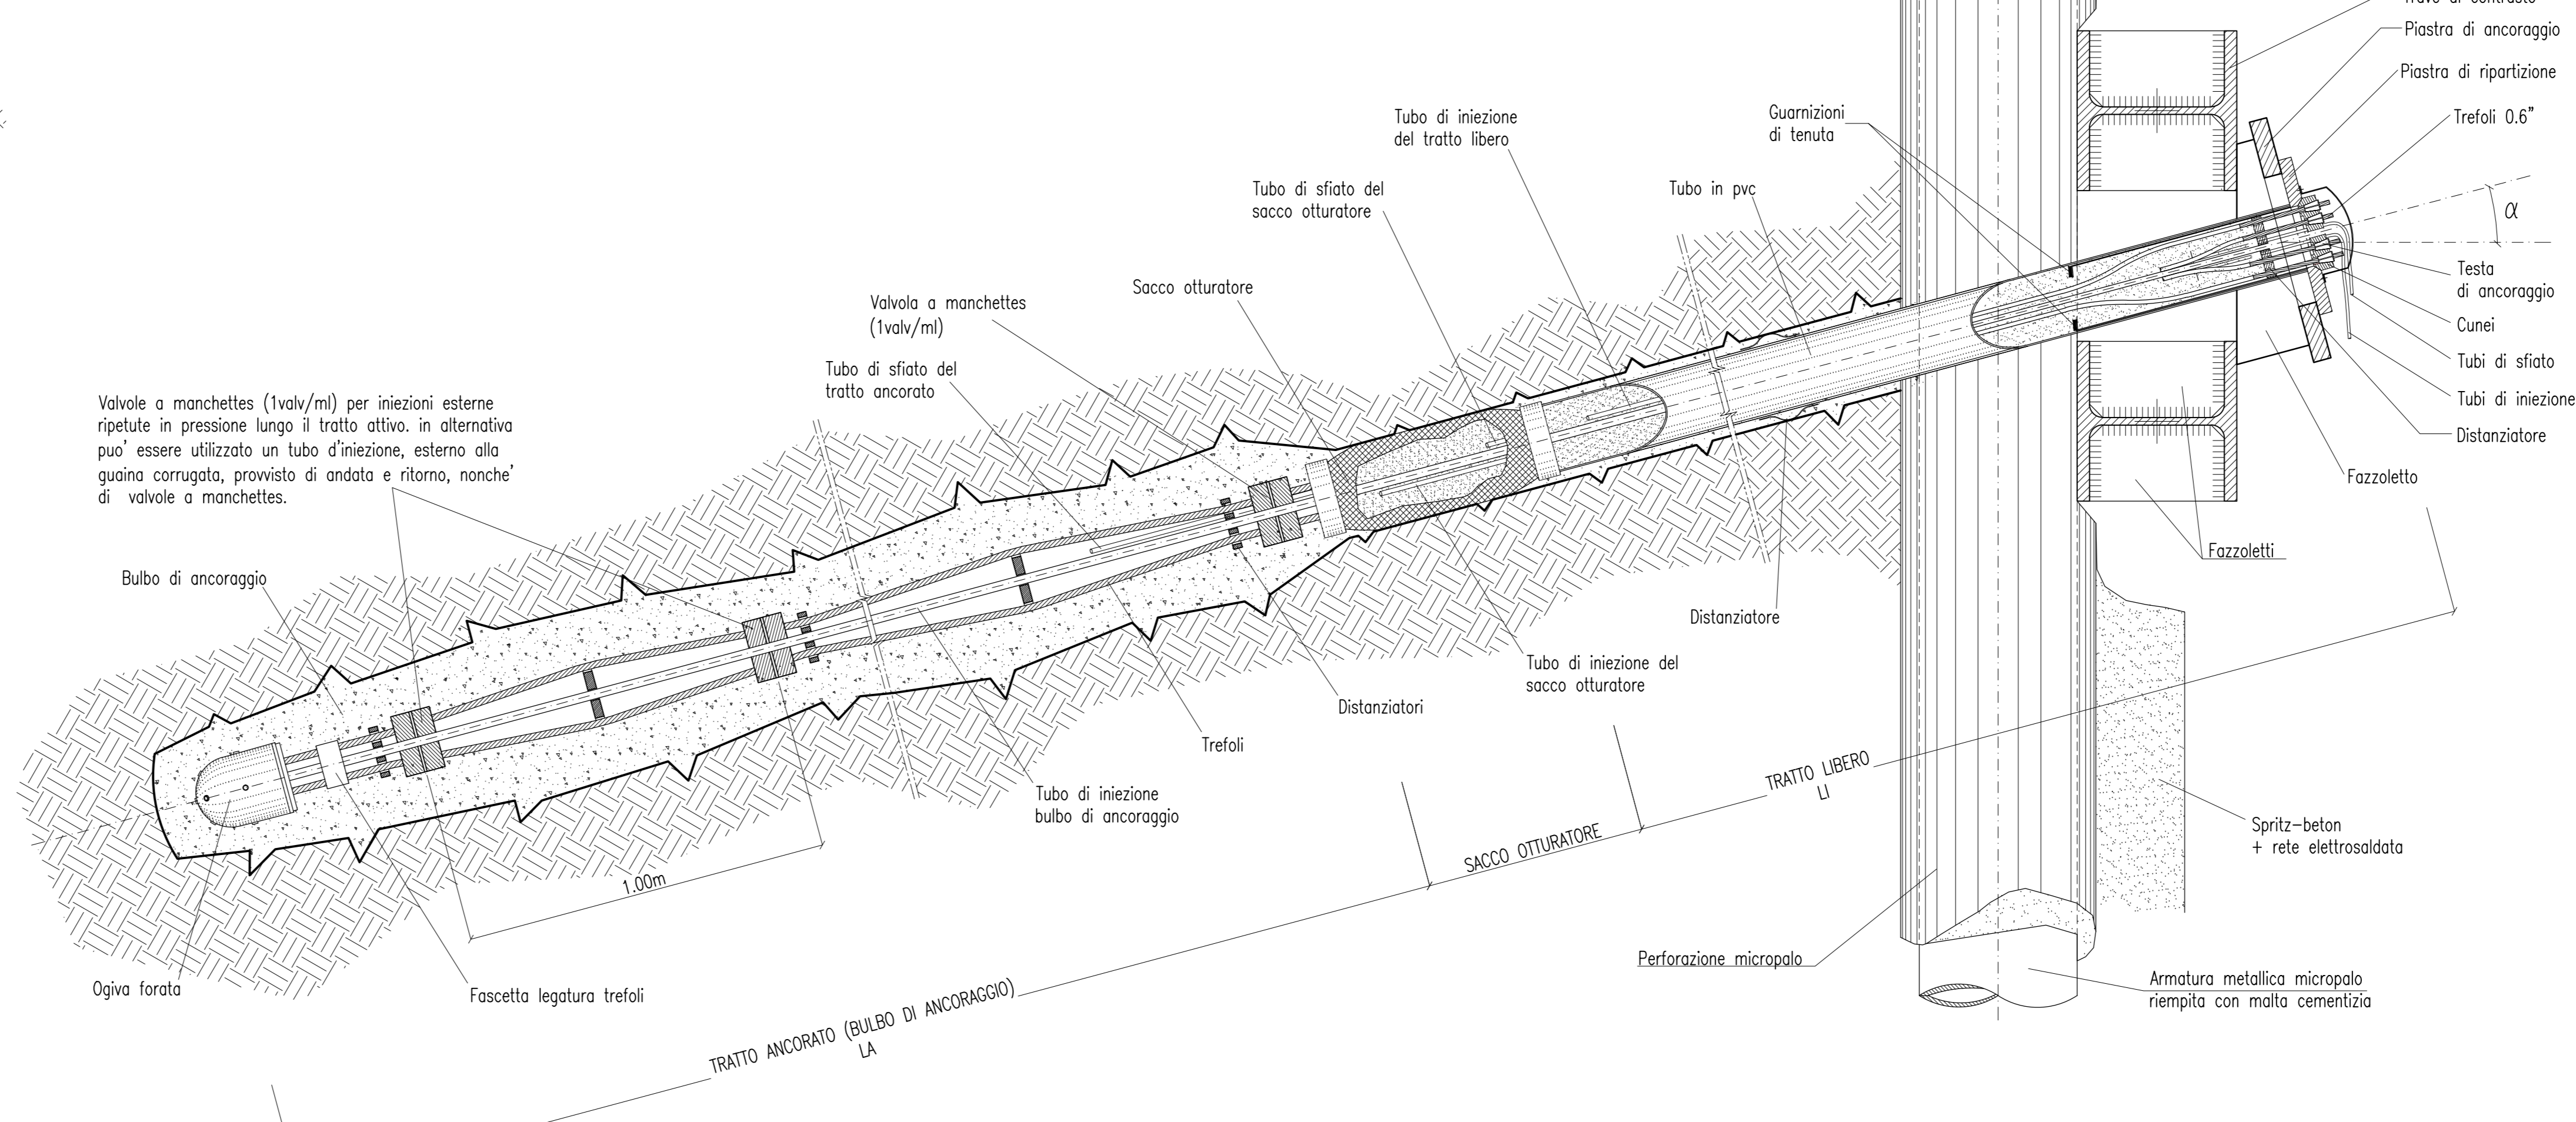 Trave di contrasto
Piastra di ancoraggio
Piastra di ripartizione
Trefoli 0.6"
Tubo di iniezione
del tratto libero
Guarnizioni
di tenuta
Tubo di sfiato del
sacco otturatore
Tubo in pvc
α
Testa
di ancoraggio
Cunei
Tubi di sfiato
Tubi di iniezione
Distanziatore
Fazzoletto
Fazzoletti
Sacco otturatore
Valvola a manchettes
(1valv/ml)
Tubo di sfiato del
tratto ancorato
Valvole a manchettes (1valv/ml) per iniezioni esterne
ripetute in pressione lungo il tratto attivo. in alternativa
puo' essere utilizzato un tubo d'iniezione, esterno alla
guaina corrugata, provvisto di andata e ritorno, nonche'
di valvole a manchettes.
Bulbo di ancoraggio
Distanziatore
Tubo di iniezione del
sacco otturatore
Distanziatori
Trefoli
Tubo di iniezione
bulbo di ancoraggio
TRATTO LIBERO
LI
SACCO OTTURATORE
1.00m
Spritz-beton
+ rete elettrosaldata
Perforazione micropalo
Armatura metallica micropalo
riempita con malta cementizia
Ogiva forata
Fascetta legatura trefoli
TRATTO ANCORATO (BULBO DI ANCORAGGIO)
LA